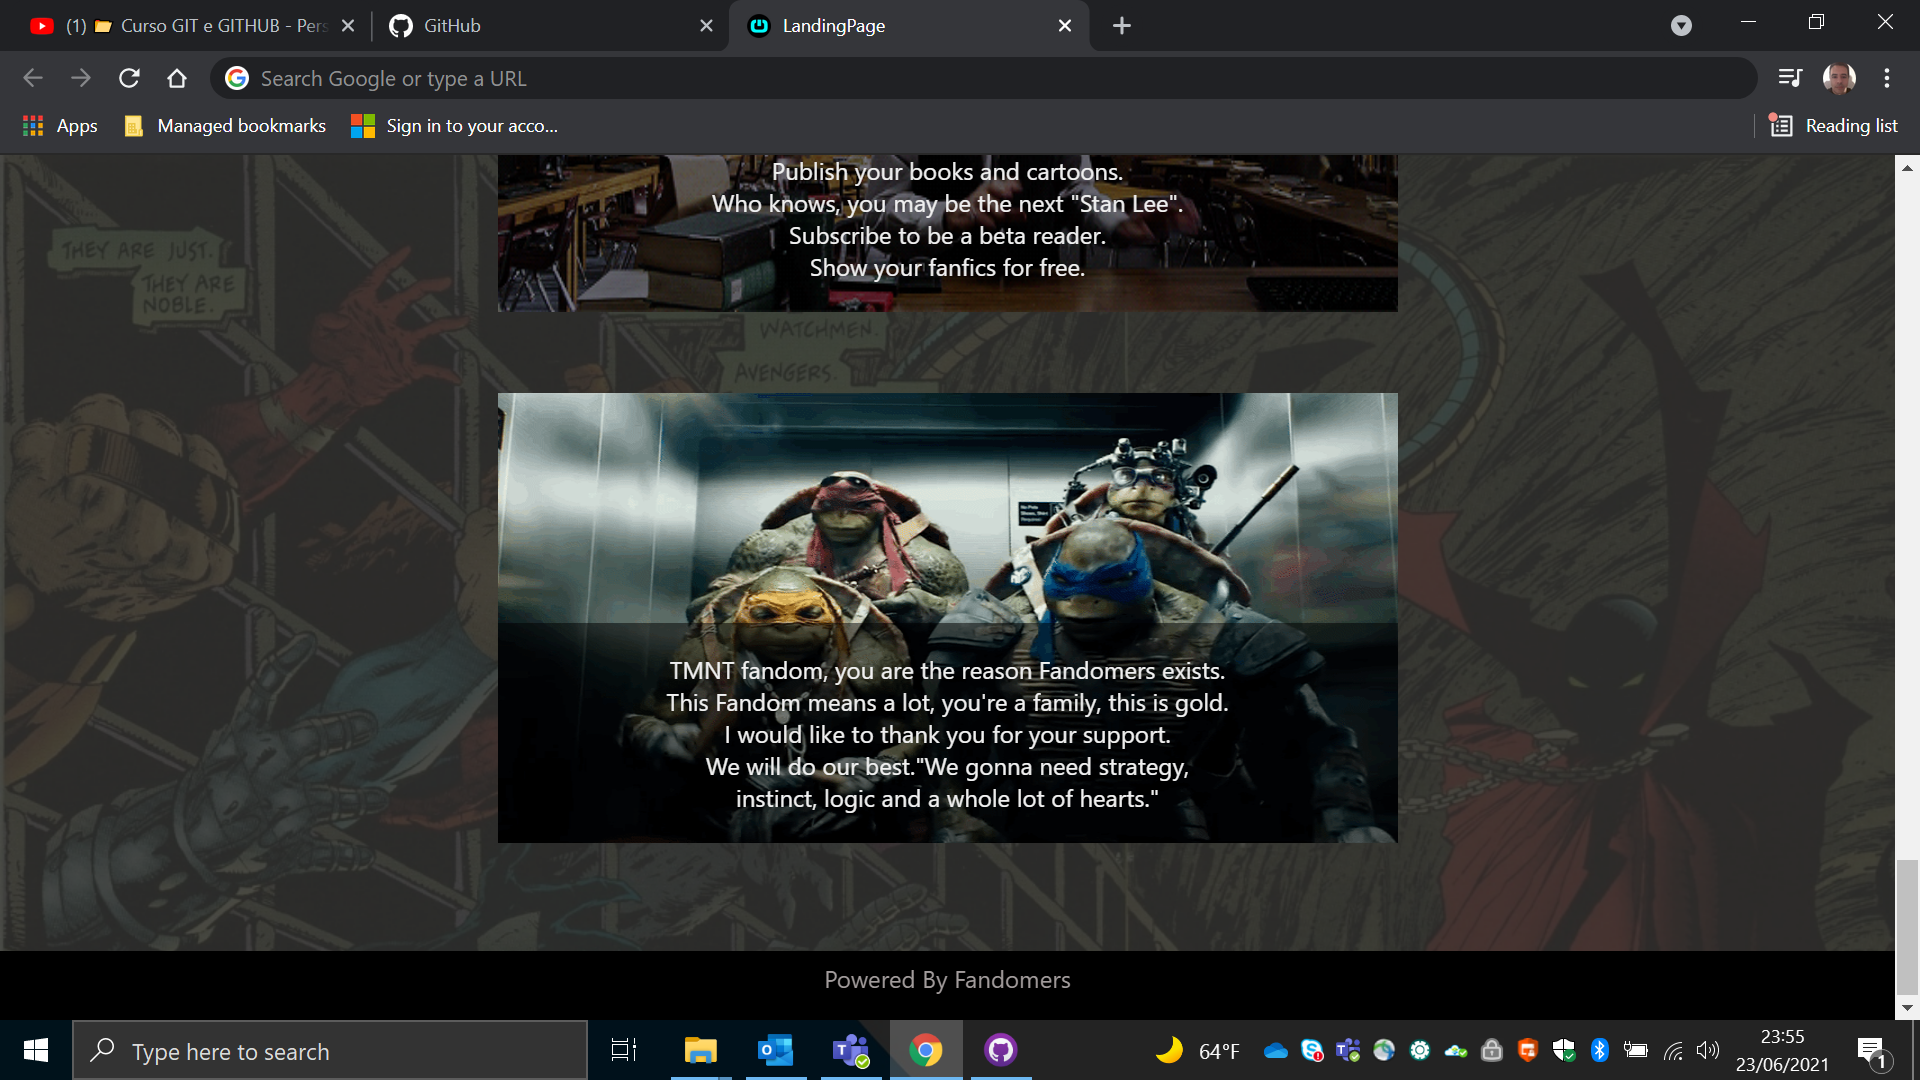 (1) Curso GIT e GITHUB - Pers
GitHub
LandingPage
Search Google or type a URL
Apps
Managed bookmarks
Sign in to your acco...
Reading list
Publish your books and cartoons.
Who knows, you may be the next "Stan Lee".
Subscribe to be a beta reader.
Show your fanfics for free.
THEY ARE JUST.
THEY ARE
NOBLE.
WATCHMEN.
AVENGERS.
No Pets
TMNT fandom, you are the reason Fandomers exists.
This Fandom means a lot, you're a family, this is gold.
I would like to thank you for your support.
We will do our best."We gonna need strategy,
instinct, logic and a whole lot of hearts."
Powered By Fandomers
Type here to search
64°F
23:55
23/06/2021
1